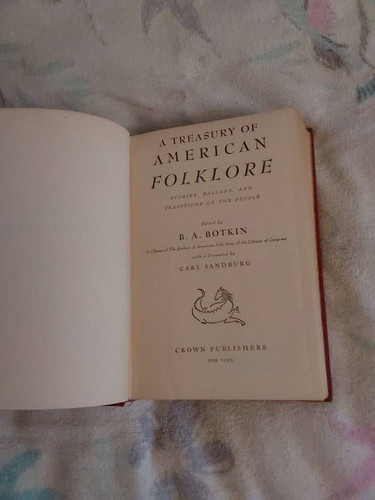 A TREASURY OF
AMERICAN
FOLKLORE
STORIES, BALLADS, AND
TRADITIONS OF THE PEOPLE
Edited by
B. A. BOTKIN
In Charge of The Archive of American Folk Song of the Library of Congress
with a Foreword by
CARL SANDBURG
CROWN PUBLISHERS
NEW YORK